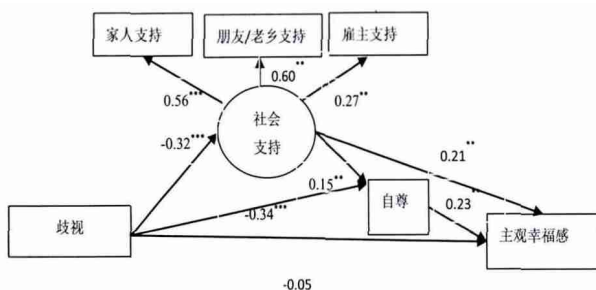 家人支持
朋友/老乡支持
雇主支持
0.60**
0.56***
0.27**
社会
支持
-0.32***
0.21**
0.15**
-0.34***
自尊
0.23**
歧视
主观幸福感
-0.05